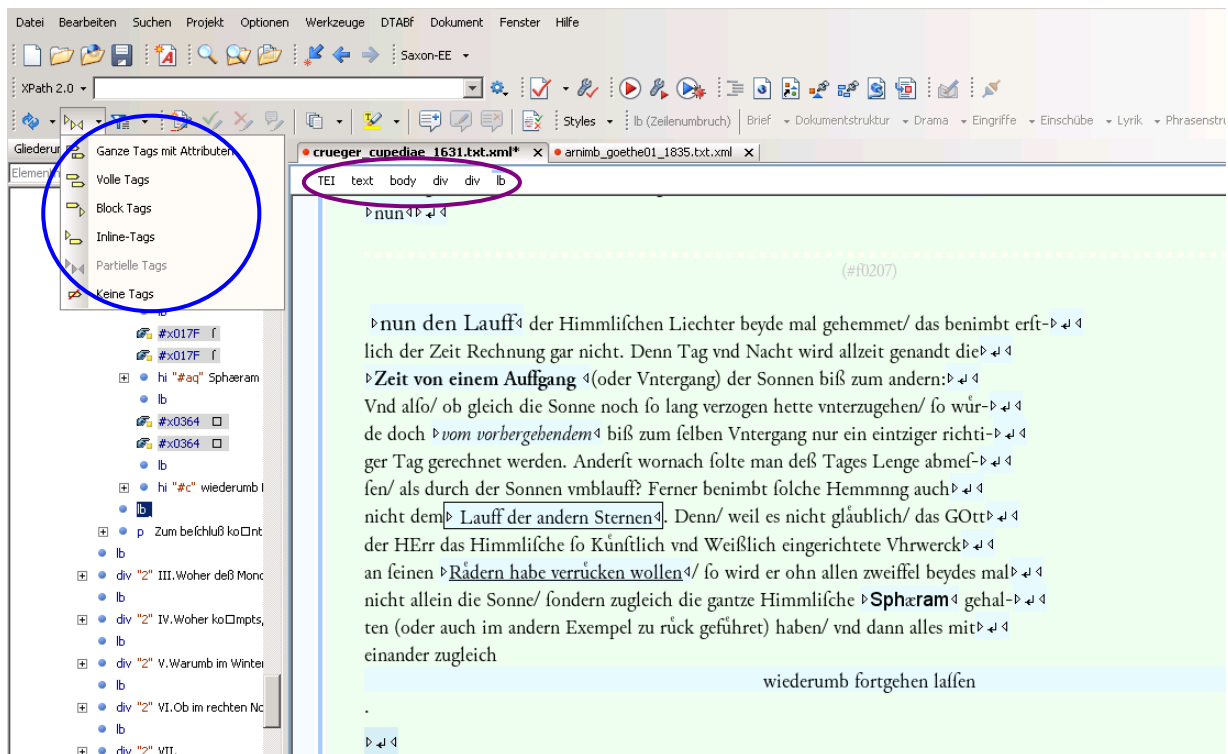 Datei Bearbeiten Suchen Projekt Optionen Werkzeuge DTABf Dokument Fenster Hilfe
Saxon-EE
XPath 2.0
Styles lb (Zeilenumbruch) Brief Dokumentstruktur Drama Eingriffe Einschübe Lyrik Phrasenstru
Gliederun
Ganze Tags mit Attributen
Volle Tags
Block Tags
Inline-Tags
Partielle Tags
Keine Tags
lb
#x017F ſ
#x017F ſ
hi "#aq" Sphæram
lb
#x0364 □
#x0364 □
lb
hi "#c" wiederumb
lb
p Zum beſchluß ko□nt
lb
div "2" III.Woher deß Mond
lb
div "2" IV.Woher ko□mpts,
lb
div "2" V.Warumb im Winter
lb
div "2" VI.Ob im rechten No
lb
div "2" VII.
crueger_cupediae_1631.txt.xml* x arnimb_goethe01_1835.txt.xml x
TEI text body div div lb
nun
(#f0207)
nun den Lauff der Himmliſchen Liechter beyde mal gehemmet/ das benimbt erſt-
lich der Zeit Rechnung gar nicht. Denn Tag vnd Nacht wird allzeit genandt die
Zeit von einem Auffgang (oder Vntergang) der Sonnen biß zum andern:
Vnd alſo/ ob gleich die Sonne noch ſo lang verzogen hette vnterzugehen/ ſo wuͤr-
de doch vom vorhergehendem biß zum ſelben Vntergang nur ein eintziger richti-
ger Tag gerechnet werden. Anderſt wornach ſolte man deß Tages Lenge abmeſ-
ſen/ als durch der Sonnen vmblauff? Ferner benimbt ſolche Hemmnng auch
nicht dem Lauff der andern Sternen. Denn/ weil es nicht glaͤublich/ das GOtt
der HErr das Himmliſche ſo Kuͤnſtlich vnd Weißlich eingerichtete Vhrwerck
an ſeinen Raͤdern habe verruͤcken wollen/ ſo wird er ohn allen zweiffel beydes mal
nicht allein die Sonne/ ſondern zugleich die gantze Himmliſche Sphæram gehal-
ten (oder auch im andern Exempel zu ruͤck gefuͤhret) haben/ vnd dann alles mit
einander zugleich
wiederumb fortgehen laſſen
.